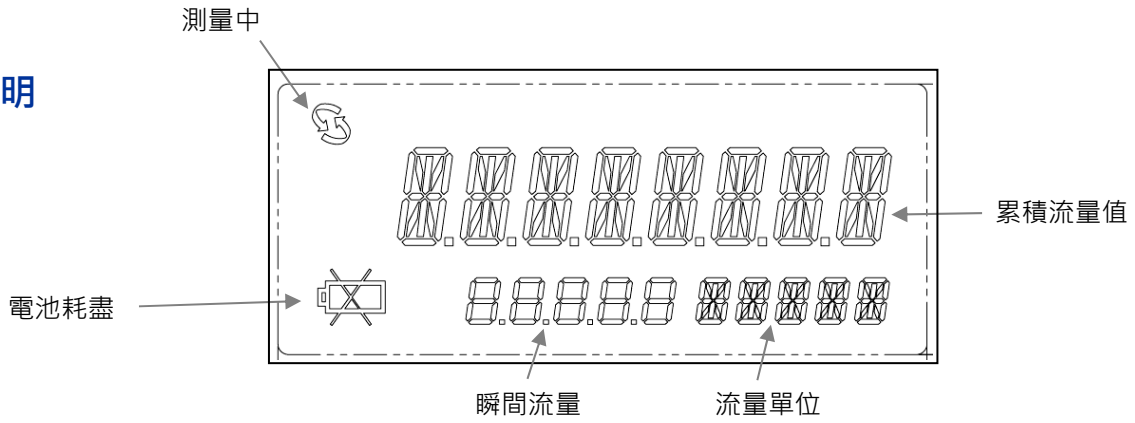 測量中
明
累積流量值
電池耗盡
瞬間流量
流量單位